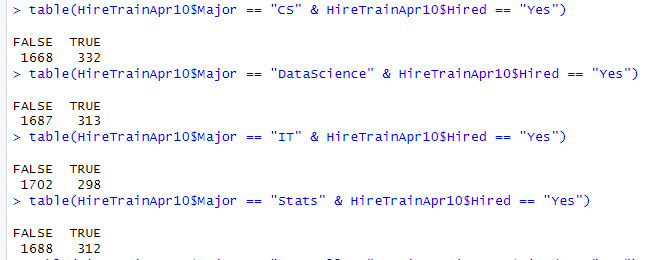 > table(HireTrainApr10$Major == "CS" & HireTrainApr10$Hired == "Yes")
FALSE TRUE
1668 332
> table(HireTrainApr10$Major == "DataScience" & HireTrainApr10$Hired == "Yes")
FALSE TRUE
1687 313
> table(HireTrainApr10$Major == "IT" & HireTrainApr10$Hired == "Yes")
FALSE TRUE
1702 298
> table(HireTrainApr10$Major == "Stats" & HireTrainApr10$Hired == "Yes")
FALSE TRUE
1688 312